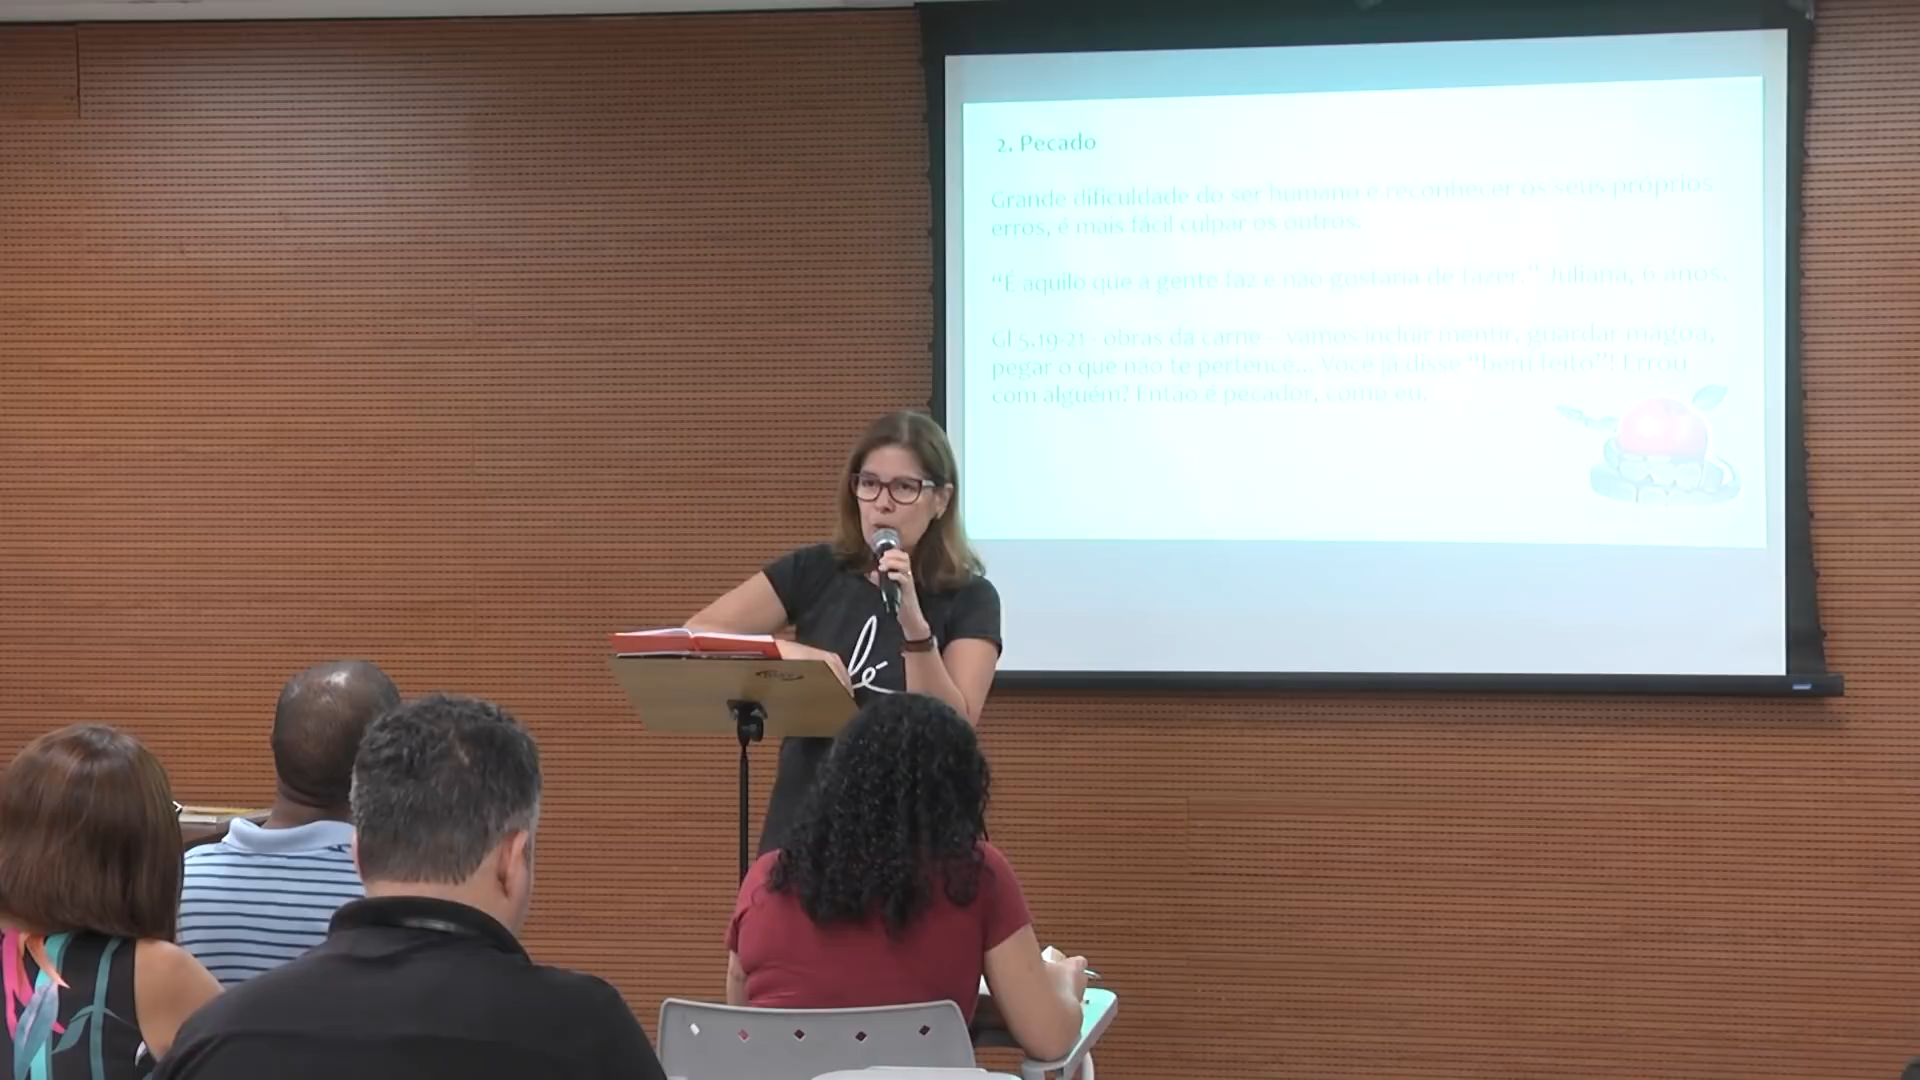 2. Pecado
Grande dificuldade do ser humano é reconhecer os seus próprios
erros, é mais fácil culpar os outros.
“É aquilo que a gente faz e não gostaria de fazer.” Juliana, 6 anos.
Gl 5.19-21 - obras da carne - vamos incluir mentir, guardar mágoa,
pegar o que não te pertence... Você já disse “bem feito”! Errou
com alguém? Então é pecador, como eu.
fé